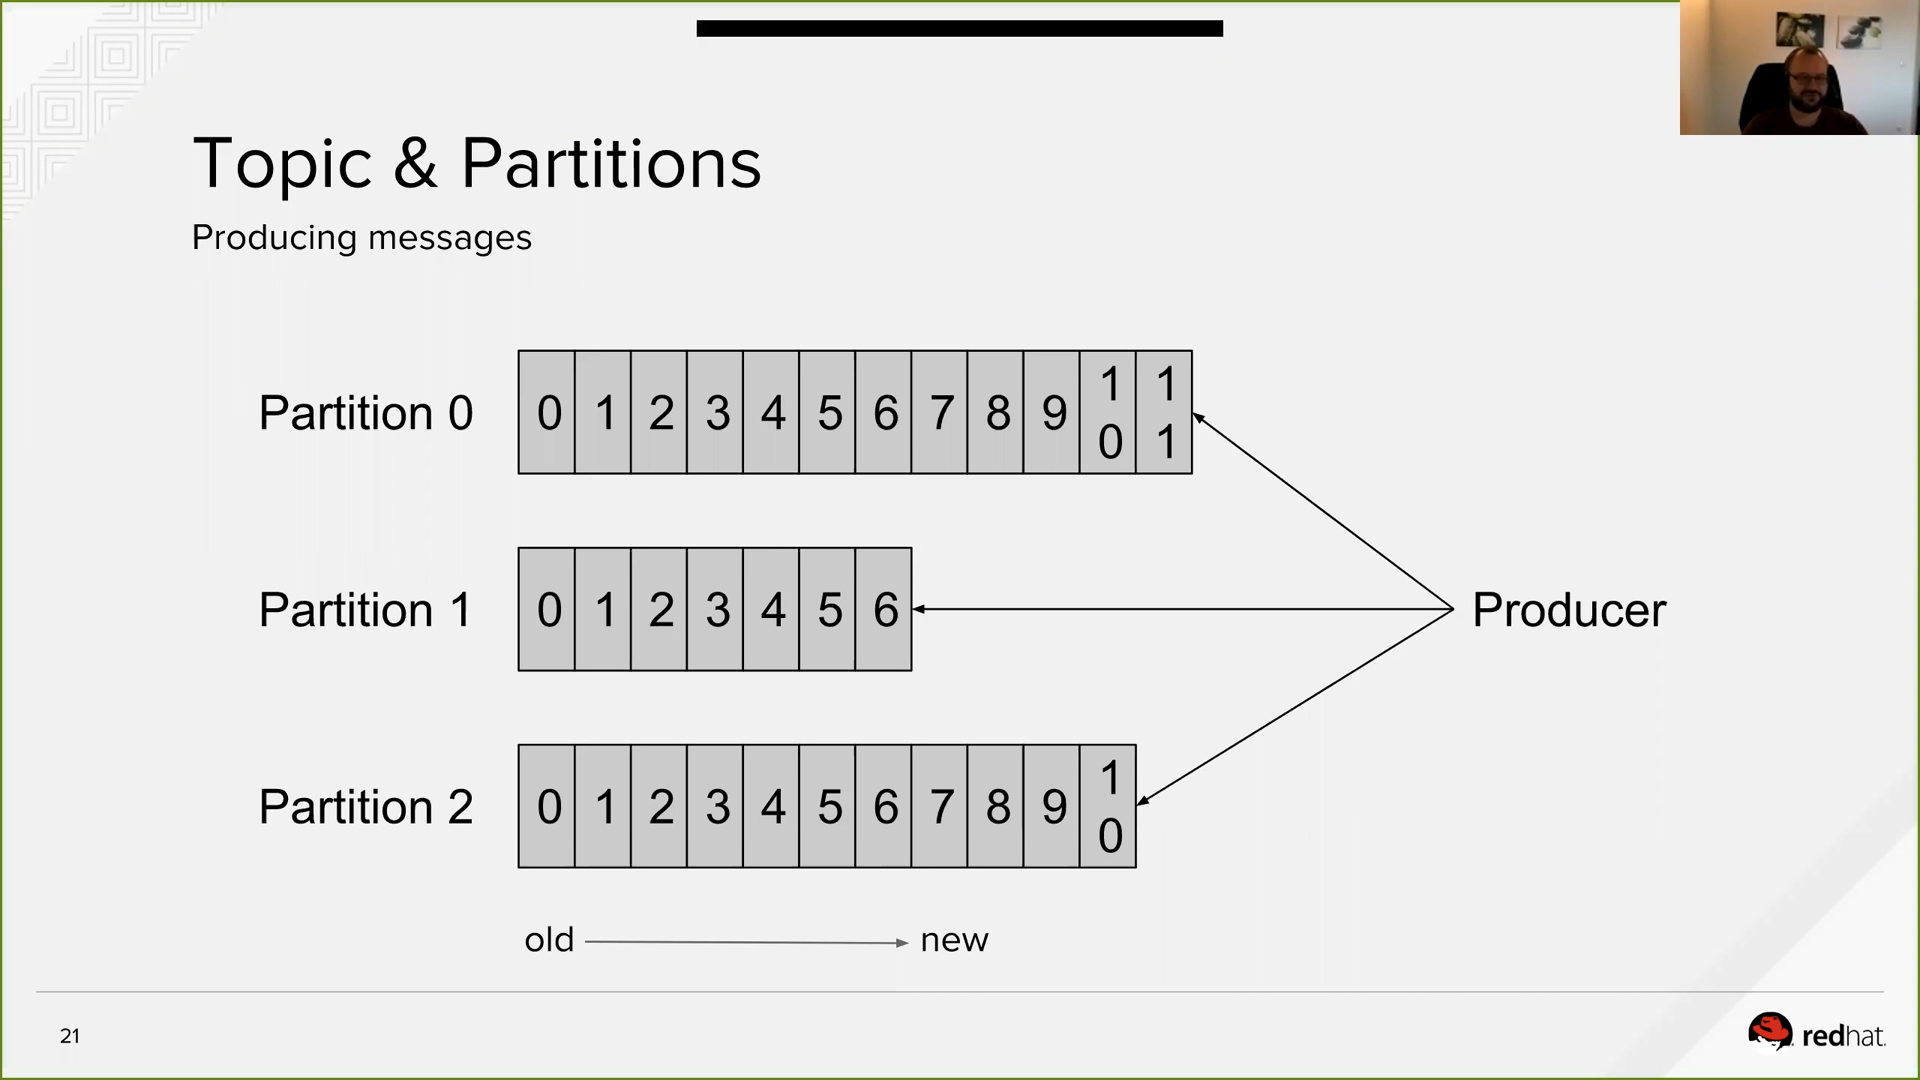 Topic & Partitions
Producing messages
Partition 0 0 1 2 3 4 5 6 7 8 9 10 11
Partition 1 0 1 2 3 4 5 6 Producer
Partition 2 0 1 2 3 4 5 6 7 8 9 10
old new
21 redhat.